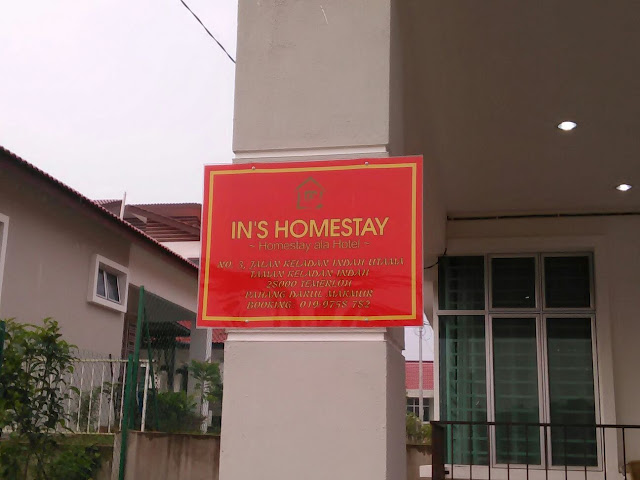 IN'S HOMESTAY
~ Homestay ala Hotel ~
NO. 3, JALAN KELADAN INDAH UTAMA
TAMAN KELADAN INDAH
28000 TEMERLOH
PAHANG DARUL MAKMUR
BOOKING : 019 9758 782